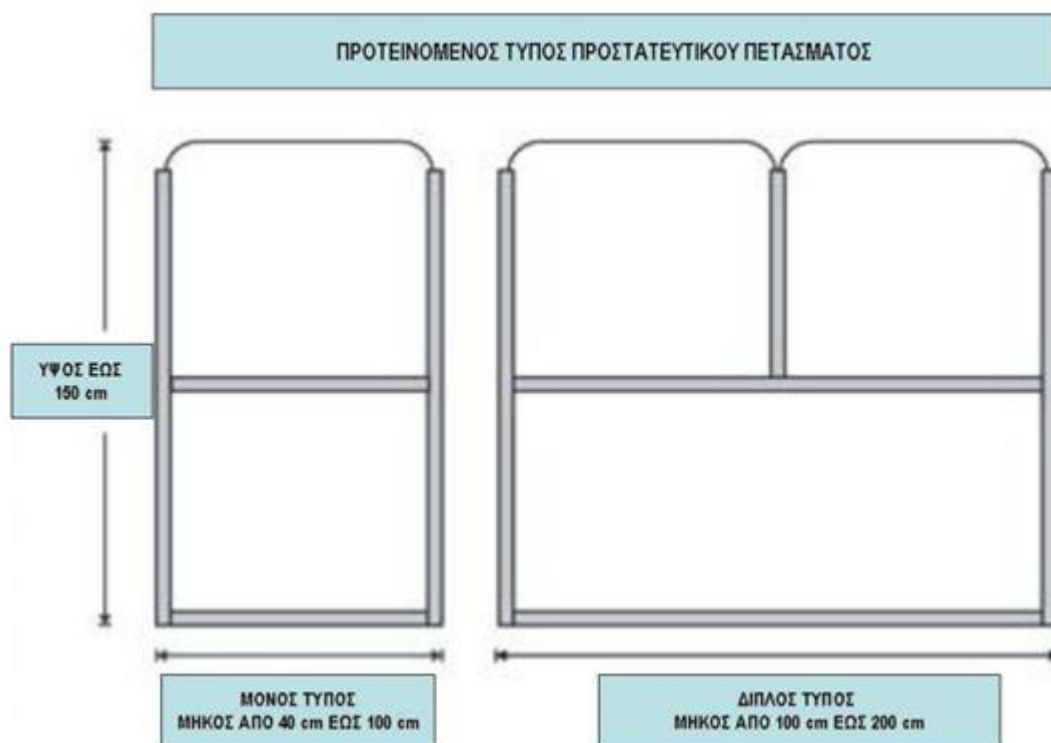 ΠΡΟΤΕΙΝΟΜΕΝΟΣ ΤΥΠΟΣ ΠΡΟΣΤΑΤΕΥΤΙΚΟΥ ΠΕΤΑΣΜΑΤΟΣ
ΥΨΟΣ ΕΩΣ
150 cm
ΜΟΝΟΣ ΤΥΠΟΣ
ΜΗΚΟΣ ΑΠΟ 40 cm ΕΩΣ 100 cm
ΔΙΠΛΟΣ ΤΥΠΟΣ
ΜΗΚΟΣ ΑΠΟ 100 cm ΕΩΣ 200 cm